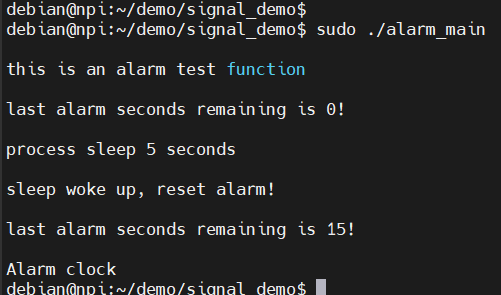 debian@npi:~/demo/signal_demo$
debian@npi:~/demo/signal_demo$ sudo ./alarm_main
this is an alarm test function
last alarm seconds remaining is 0!
process sleep 5 seconds
sleep woke up, reset alarm!
last alarm seconds remaining is 15!
Alarm clock
debian@npi:~/demo/signal_demo$